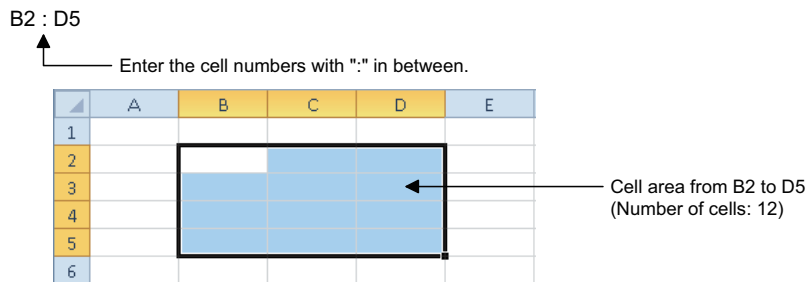 B2 : D5
Enter the cell numbers with ":" in between.
A B C D E
1
2
3
4
5
6
Cell area from B2 to D5
(Number of cells: 12)